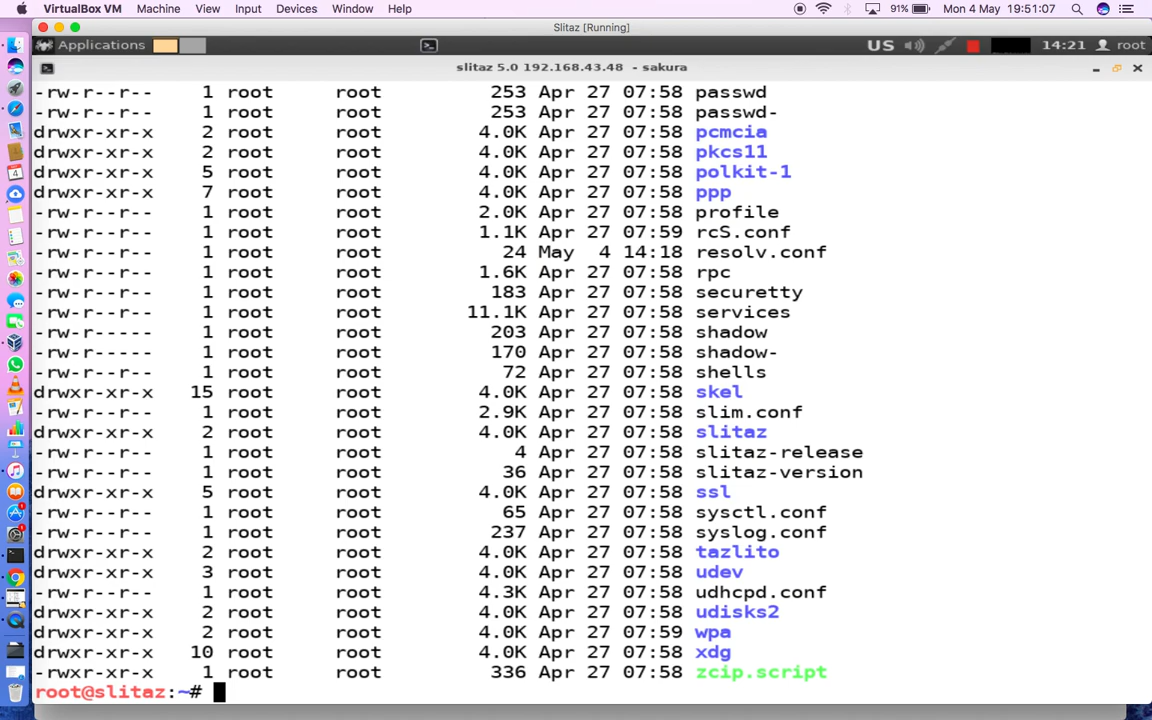 VirtualBox VM Machine View Input Devices Window Help 91% Mon 4 May 19:51:07
Slitaz [Running]
Applications US 14:21 root
slitaz 5.0 192.168.43.48 - sakura
-rw-r--r-- 1 root root 253 Apr 27 07:58 passwd
-rw-r--r-- 1 root root 253 Apr 27 07:58 passwd-
drwxr-xr-x 2 root root 4.0K Apr 27 07:58 pcmcia
drwxr-xr-x 2 root root 4.0K Apr 27 07:58 pkcs11
drwxr-xr-x 5 root root 4.0K Apr 27 07:58 polkit-1
drwxr-xr-x 7 root root 4.0K Apr 27 07:58 ppp
-rw-r--r-- 1 root root 2.0K Apr 27 07:58 profile
-rw-r--r-- 1 root root 1.1K Apr 27 07:59 rcS.conf
-rw-r--r-- 1 root root 24 May 4 14:18 resolv.conf
-rw-r--r-- 1 root root 1.6K Apr 27 07:58 rpc
-rw-r--r-- 1 root root 183 Apr 27 07:58 securetty
-rw-r--r-- 1 root root 11.1K Apr 27 07:58 services
-rw-r----- 1 root root 203 Apr 27 07:58 shadow
-rw-r----- 1 root root 170 Apr 27 07:58 shadow-
-rw-r--r-- 1 root root 72 Apr 27 07:58 shells
drwxr-xr-x 15 root root 4.0K Apr 27 07:58 skel
-rw-r--r-- 1 root root 2.9K Apr 27 07:58 slim.conf
drwxr-xr-x 2 root root 4.0K Apr 27 07:58 slitaz
-rw-r--r-- 1 root root 4 Apr 27 07:58 slitaz-release
-rw-r--r-- 1 root root 36 Apr 27 07:58 slitaz-version
drwxr-xr-x 5 root root 4.0K Apr 27 07:58 ssl
-rw-r--r-- 1 root root 65 Apr 27 07:58 sysctl.conf
-rw-r--r-- 1 root root 237 Apr 27 07:58 syslog.conf
drwxr-xr-x 2 root root 4.0K Apr 27 07:58 tazlito
drwxr-xr-x 3 root root 4.0K Apr 27 07:58 udev
-rw-r--r-- 1 root root 4.3K Apr 27 07:58 udhcpd.conf
drwxr-xr-x 2 root root 4.0K Apr 27 07:58 udisks2
drwxr-xr-x 2 root root 4.0K Apr 27 07:59 wpa
drwxr-xr-x 10 root root 4.0K Apr 27 07:58 xdg
-rwxr-xr-x 1 root root 336 Apr 27 07:58 zcip.script
root@slitaz:~#